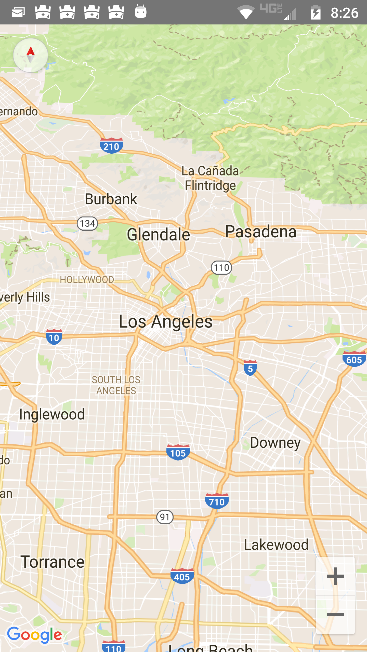 4G
8:26
ernando
210
La Cañada
Flintridge
Burbank
134
Glendale
Pasadena
110
HOLLYWOOD
verly Hills
Los Angeles
10
5
605
SOUTH LOS
ANGELES
Inglewood
Downey
do
105
an
710
91
Lakewood
Torrance
405
+
−
Google
110
Long Beach